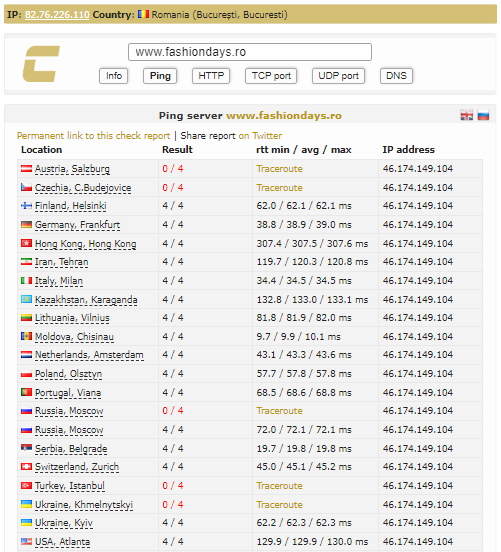 IP: 82.76.226.110 Country: Romania (București, Bucuresti)
www.fashiondays.ro
Info Ping HTTP TCP port UDP port DNS
Ping server www.fashiondays.ro
Permanent link to this check report | Share report on Twitter
Location Result rtt min / avg / max IP address
Austria, Salzburg 0 / 4 Traceroute 46.174.149.104
Czechia, C.Budejovice 0 / 4 Traceroute 46.174.149.104
Finland, Helsinki 4 / 4 62.0 / 62.1 / 62.1 ms 46.174.149.104
Germany, Frankfurt 4 / 4 38.8 / 38.9 / 39.0 ms 46.174.149.104
Hong Kong, Hong Kong 4 / 4 307.4 / 307.5 / 307.6 ms 46.174.149.104
Iran, Tehran 4 / 4 119.7 / 120.3 / 120.8 ms 46.174.149.104
Italy, Milan 4 / 4 34.4 / 34.5 / 34.5 ms 46.174.149.104
Kazakhstan, Karaganda 4 / 4 132.8 / 133.0 / 133.1 ms 46.174.149.104
Lithuania, Vilnius 4 / 4 81.8 / 81.9 / 82.0 ms 46.174.149.104
Moldova, Chisinau 4 / 4 9.7 / 9.9 / 10.1 ms 46.174.149.104
Netherlands, Amsterdam 4 / 4 43.1 / 43.3 / 43.6 ms 46.174.149.104
Poland, Olsztyn 4 / 4 57.7 / 57.8 / 57.8 ms 46.174.149.104
Portugal, Viana 4 / 4 68.5 / 68.6 / 68.8 ms 46.174.149.104
Russia, Moscow 0 / 4 Traceroute 46.174.149.104
Russia, Moscow 4 / 4 72.0 / 72.1 / 72.1 ms 46.174.149.104
Serbia, Belgrade 4 / 4 19.7 / 19.8 / 19.8 ms 46.174.149.104
Switzerland, Zurich 4 / 4 45.0 / 45.1 / 45.2 ms 46.174.149.104
Turkey, Istanbul 0 / 4 Traceroute 46.174.149.104
Ukraine, Khmelnytskyi 0 / 4 Traceroute 46.174.149.104
Ukraine, Kyiv 4 / 4 62.2 / 62.3 / 62.3 ms 46.174.149.104
USA, Atlanta 4 / 4 129.9 / 129.9 / 130.0 ms 46.174.149.104